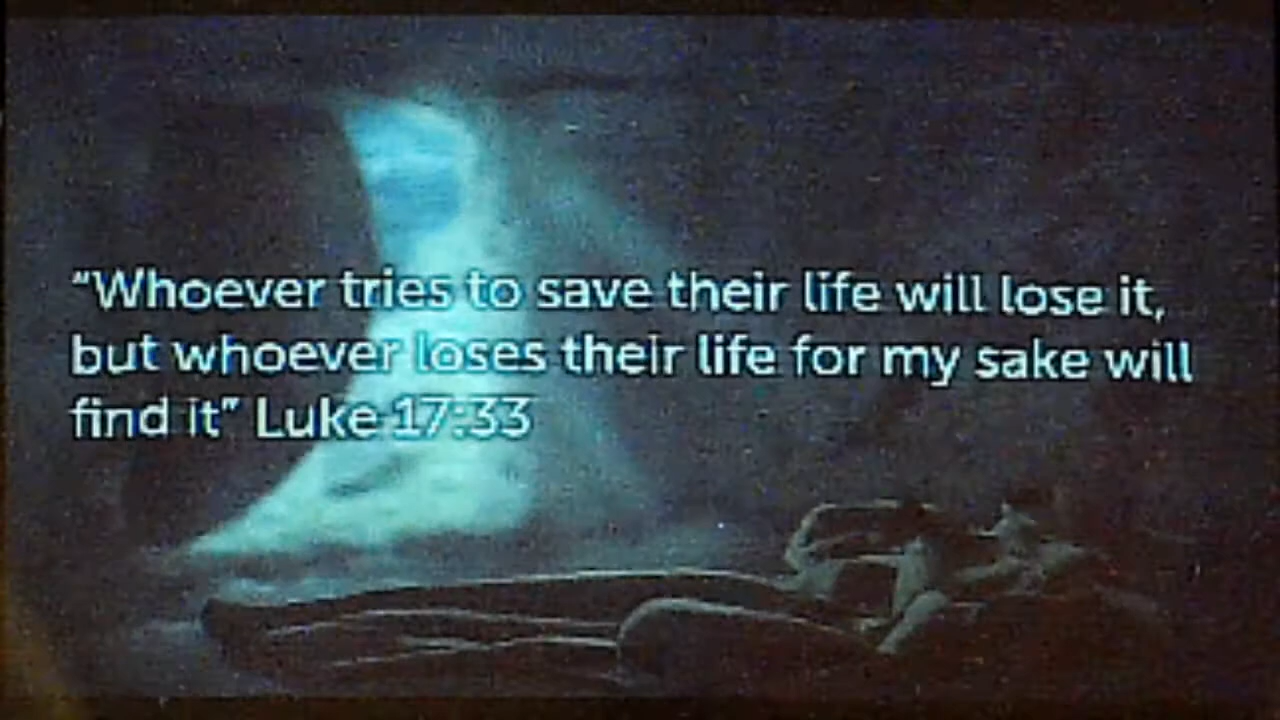 “Whoever tries to save their life will lose it,
but whoever loses their life for my sake will
find it” Luke 17:33